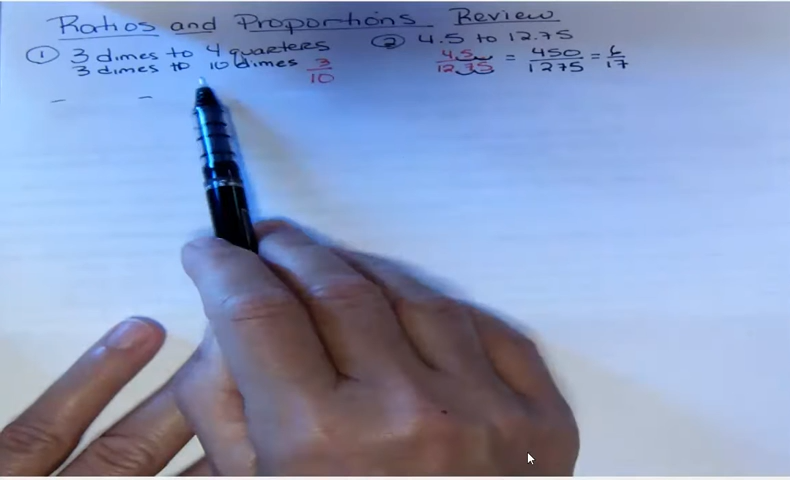 Ratios and Proportions Review
① 3 dimes to 4 quarters
3 dimes to 10 dimes 3/10
② 4.5 to 12.75
4.5/12.75 = 450/1275 = 6/17